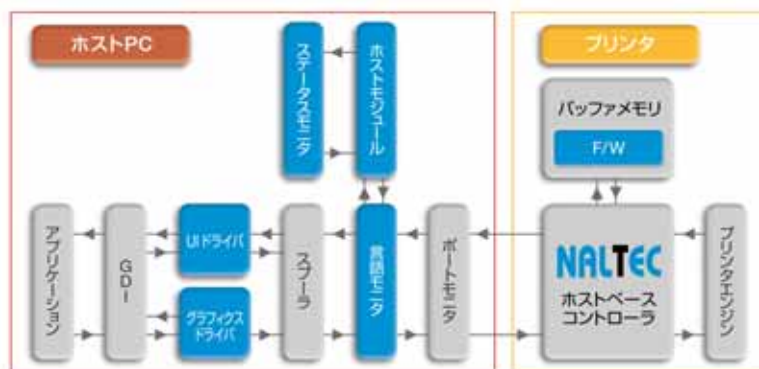 ホストPC
プリンタ
ステータスモニタ
ホストモジュール
バッファメモリ
F/W
アプリケーション
GDI
UIドライバ
グラフィクス
ドライバ
スプーラ
言語モニタ
ポートモニタ
NALTEC
ホストベース
コントローラ
プリンタエンジン